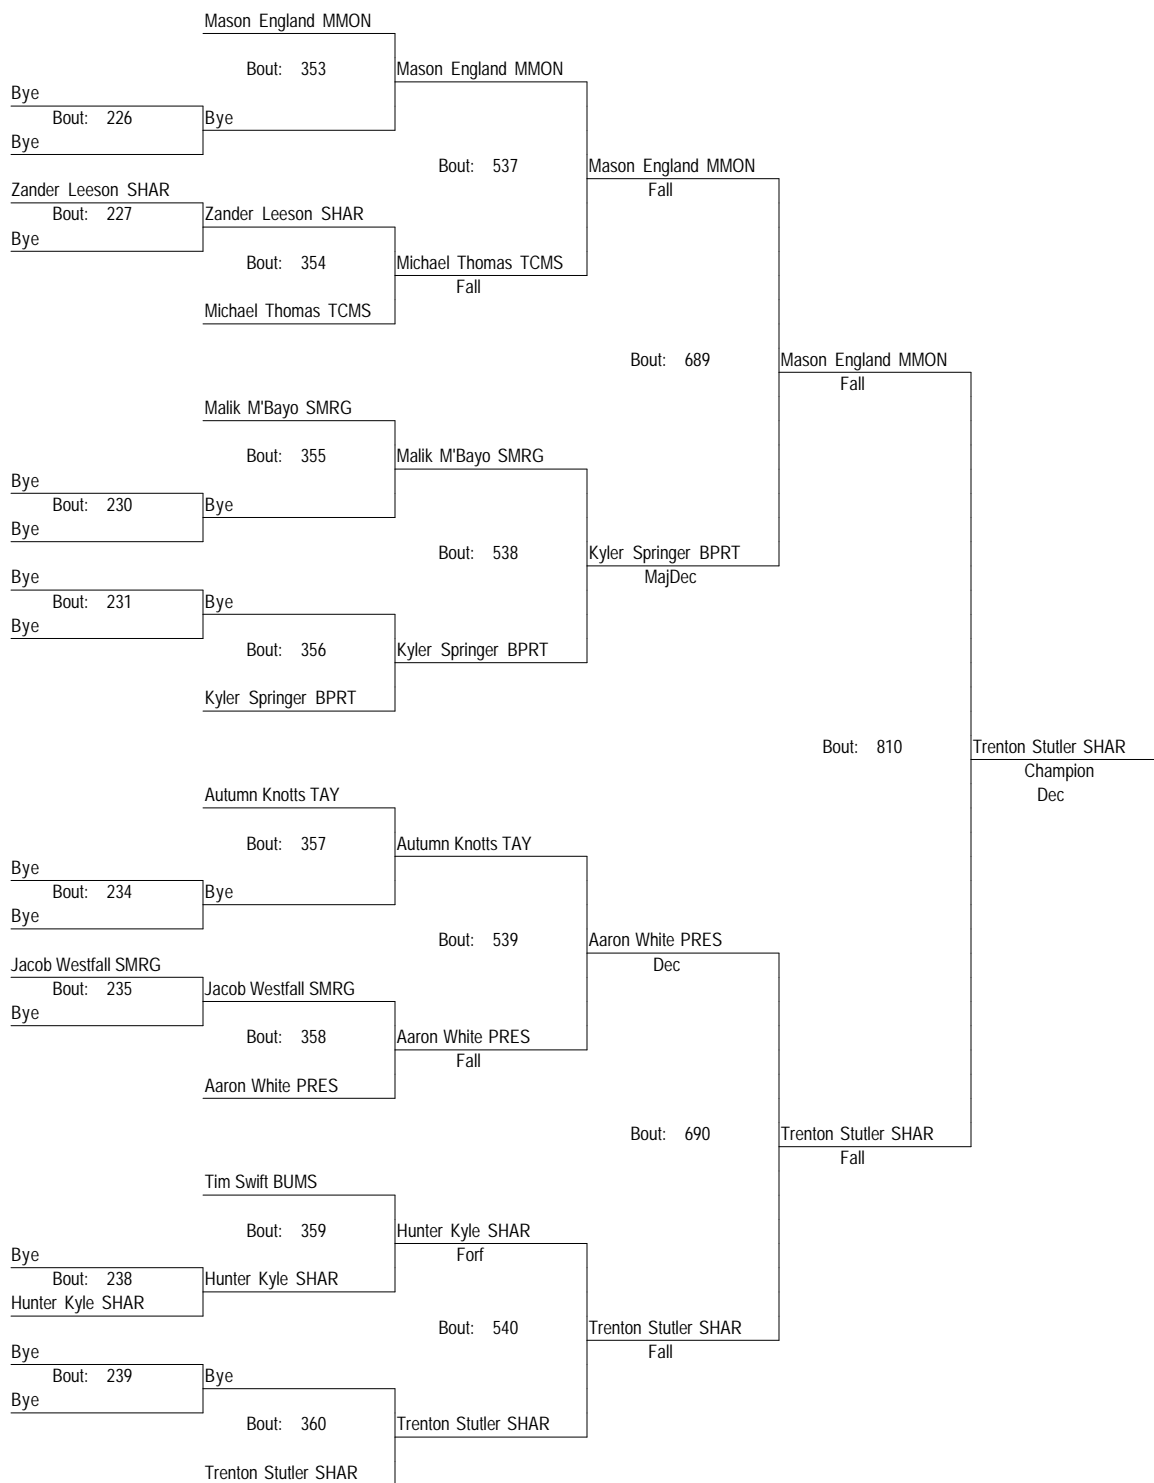 Mason England MMON
Bout: 353
Mason England MMON
Bye
Bout: 226
Bye
Bye
Bout: 537
Mason England MMON
Fall
Zander Leeson SHAR
Bout: 227
Zander Leeson SHAR
Bye
Bout: 354
Michael Thomas TCMS
Fall
Michael Thomas TCMS
Bout: 689
Mason England MMON
Fall
Malik M'Bayo SMRG
Bout: 355
Malik M'Bayo SMRG
Bye
Bout: 230
Bye
Bye
Bout: 538
Kyler Springer BPRT
MajDec
Bye
Bout: 231
Bye
Bye
Bout: 356
Kyler Springer BPRT
Kyler Springer BPRT
Bout: 810
Trenton Stutler SHAR
Champion
Dec
Autumn Knotts TAY
Bout: 357
Autumn Knotts TAY
Bye
Bout: 234
Bye
Bye
Bout: 539
Aaron White PRES
Dec
Jacob Westfall SMRG
Bout: 235
Jacob Westfall SMRG
Bye
Bout: 358
Aaron White PRES
Fall
Aaron White PRES
Bout: 690
Trenton Stutler SHAR
Fall
Tim Swift BUMS
Bout: 359
Hunter Kyle SHAR
Forf
Bye
Bout: 238
Hunter Kyle SHAR
Hunter Kyle SHAR
Bout: 540
Trenton Stutler SHAR
Fall
Bye
Bout: 239
Bye
Bye
Bout: 360
Trenton Stutler SHAR
Trenton Stutler SHAR